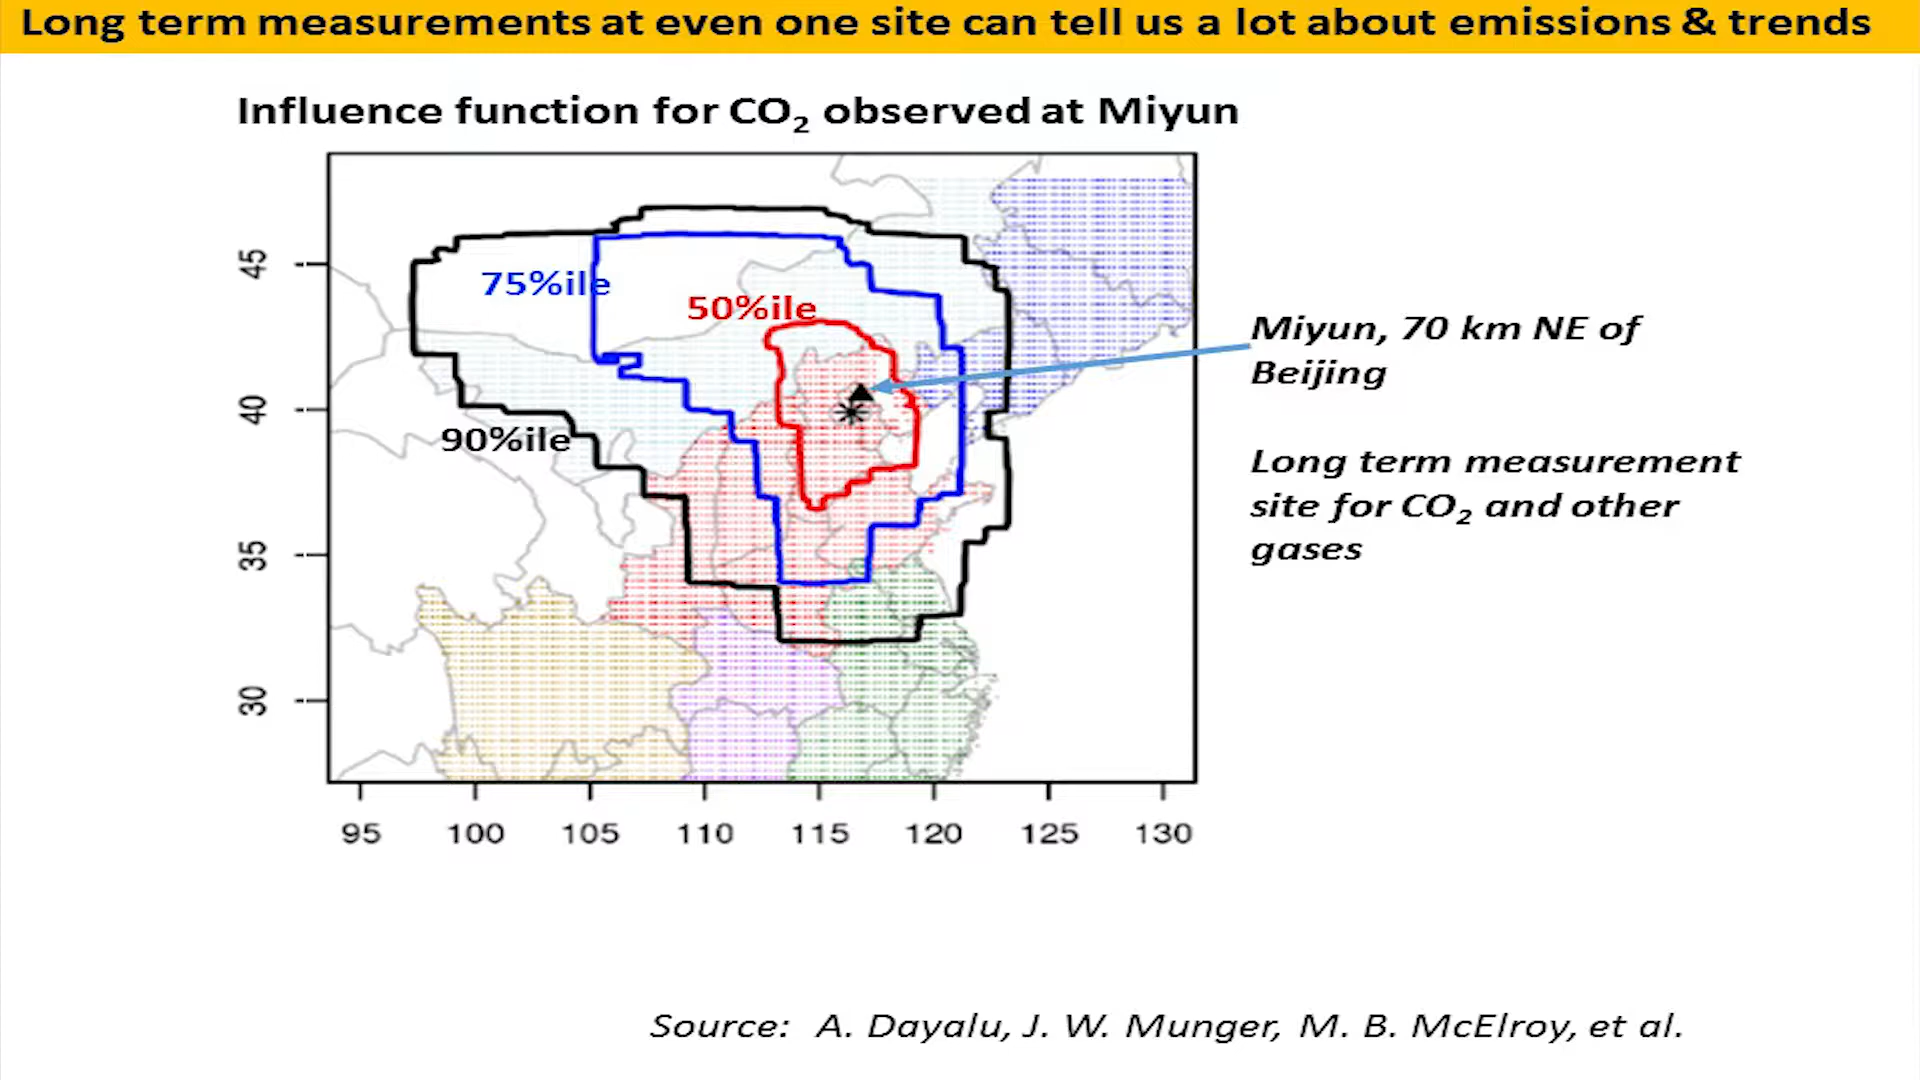 Long term measurements at even one site can tell us a lot about emissions & trends
Influence function for CO₂ observed at Miyun
45
40
35
30
75%ile
50%ile
90%ile
95 100 105 110 115 120 125 130
Miyun, 70 km NE of
Beijing
Long term measurement
site for CO₂ and other
gases
Source: A. Dayalu, J. W. Munger, M. B. McElroy, et al.